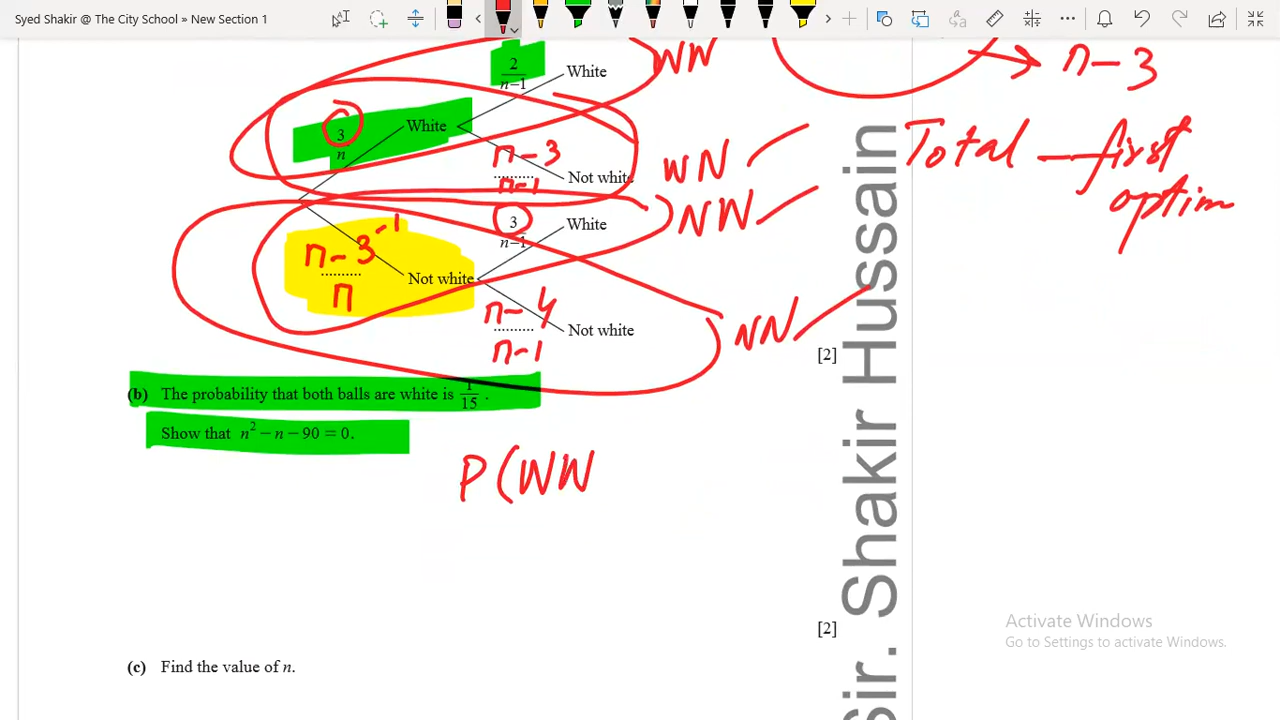 Syed Shakir @ The City School » New Section 1
2
n−1
White
WW
→ n-3
3
n
White
n-3
n-1
Not white
WN
Total - first
optim
3
n−1
White
NW
n-3-1
n
Not white
n-4
n-1
Not white
NN
[2]
(b) The probability that both balls are white is 1/15 .
Show that n² − n − 90 = 0.
P(WW
[2]
(c) Find the value of n.
Sir. Shakir Hussain
Activate Windows
Go to Settings to activate Windows.